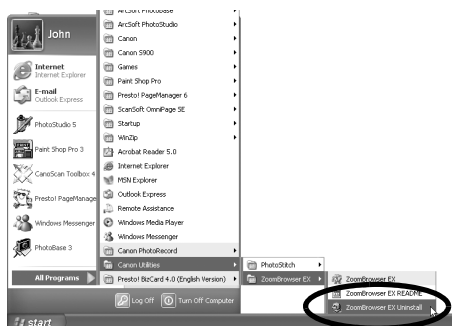 John
Internet
Internet Explorer
E-mail
Outlook Express
PhotoStudio 5
Paint Shop Pro 3
CanoScan Toolbox 4
Presto! PageManage
Windows Messenger
PhotoBase 3
All Programs
ArcSoft PhotoBase
ArcSoft PhotoStudio
Canon
Canon S900
Games
Paint Shop Pro
Presto! PageManager 6
ScanSoft OmniPage SE
Startup
WinZip
Acrobat Reader 5.0
Internet Explorer
MSN Explorer
Outlook Express
Remote Assistance
Windows Media Player
Windows Messenger
Canon PhotoRecord
Canon Utilities
Presto! BizCard 4.0 (English Version)
PhotoStitch
ZoomBrowser EX
ZoomBrowser EX
ZoomBrowser EX README
ZoomBrowser EX Uninstall
Log Off
Turn Off Computer
start